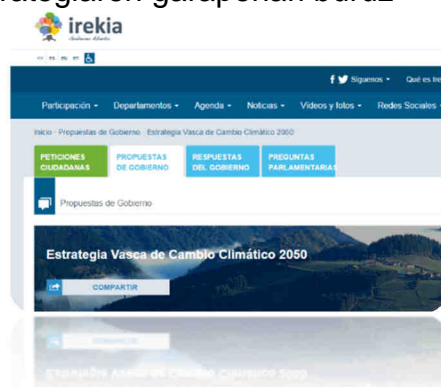 irekia
Síguenos
Qué es
Participación
Departamentos
Agenda
Noticias
Vídeos y fotos
Redes Sociales
Inicio Propuestas de Gobierno Estrategia Vasca de Cambio Climático 2050
PETICIONES CIUDADANAS
PROPUESTAS DE GOBIERNO
RESPUESTAS DEL GOBIERNO
PREGUNTAS PARLAMENTARIAS
Propuestas de Gobierno
Estrategia Vasca de Cambio Climático 2050
COMPARTIR